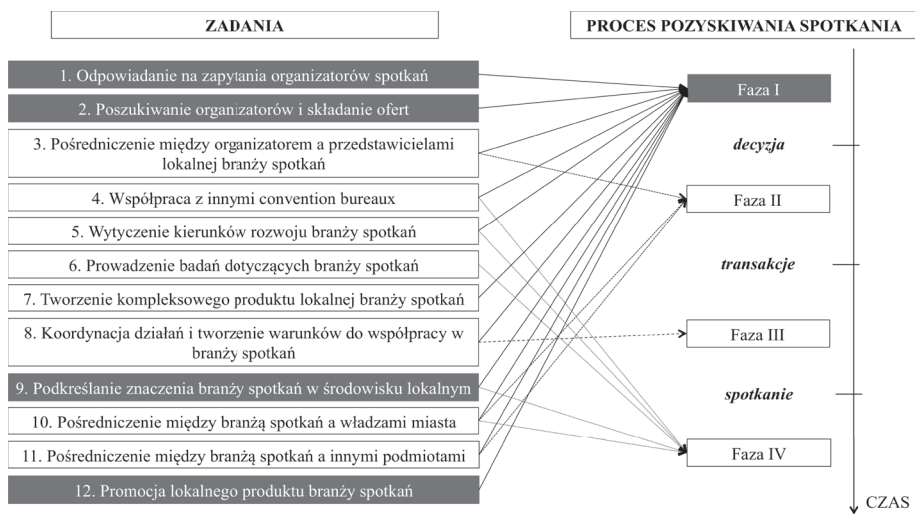 ZADANIA
1. Odpowiadanie na zapytania organizatorów spotkań
2. Poszukiwanie organizatorów i składanie ofert
3. Pośredniczenie między organizatorem a przedstawicielami
lokalnej branży spotkań
4. Współpraca z innymi convention bureaux
5. Wytyczenie kierunków rozwoju branży spotkań
6. Prowadzenie badań dotyczących branży spotkań
7. Tworzenie kompleksowego produktu lokalnej branży spotkań
8. Koordynacja działań i tworzenie warunków do współpracy w
branży spotkań
9. Podkreślanie znaczenia branży spotkań w środowisku lokalnym
10. Pośredniczenie między branżą spotkań a władzami miasta
11. Pośredniczenie między branżą spotkań a innymi podmiotami
12. Promocja lokalnego produktu branży spotkań
PROCES POZYSKIWANIA SPOTKANIA
Faza I
decyzja
Faza II
transakcje
Faza III
spotkanie
Faza IV
CZAS